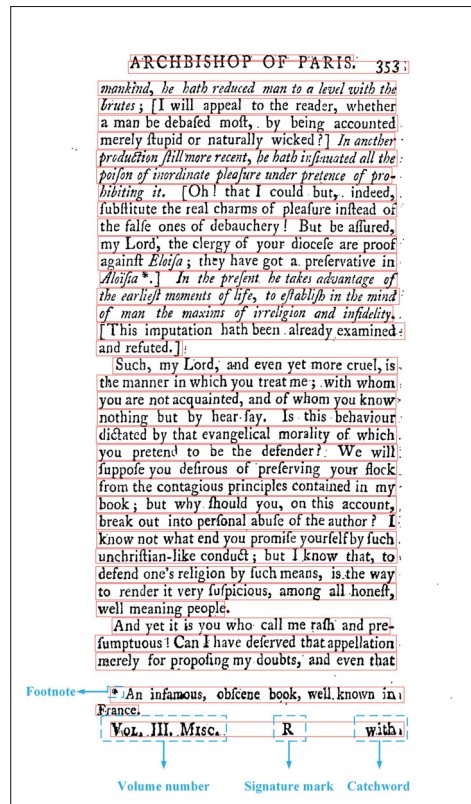 ARCHBISHOP OF PARIS. 353
mankind, he hath reduced man to a level with the
brutes; [I will appeal to the reader, whether
a man be debaſed moſt, by being accounted
merely ſtupid or naturally wicked?] In another
production ſtill more recent, he hath inſinuated all the
poiſon of inordinate pleaſure under pretence of pro-
hibiting it. [Oh! that I could but, indeed,
ſubſtitute the real charms of pleaſure inſtead of
the falſe ones of debauchery! But be aſſured,
my Lord, the clergy of your dioceſe are proof
againſt Eloiſa; they have got a preſervative in
Aloiſia *.] In the preſent he takes advantage of
the earlieſt moments of life, to eſtabliſh in the mind
of man the maxims of irreligion and infidelity.
[This imputation hath been already examined
and refuted.]
Such, my Lord, and even yet more cruel, is
the manner in which you treat me; with whom
you are not acquainted, and of whom you know
nothing but by hear-ſay. Is this behaviour
dictated by that evangelical morality of which
you pretend to be the defender? We will
ſuppoſe you deſirous of preſerving your flock
from the contagious principles contained in my
book; but why ſhould you, on this account,
break out into perſonal abuſe of the author? I
know not what end you promiſe yourſelf by ſuch
unchriſtian-like conduct; but I know that, to
defend one's religion by ſuch means, is the way
to render it very ſuſpicious, among all honeſt,
well meaning people.
And yet it is you who call me raſh and pre-
ſumptuous! Can I have deſerved that appellation
merely for propoſing my doubts, and even that
Footnote
* An infamous, obſcene book, well known in
France.
VOL. III. MISC. R with
Volume number Signature mark Catchword